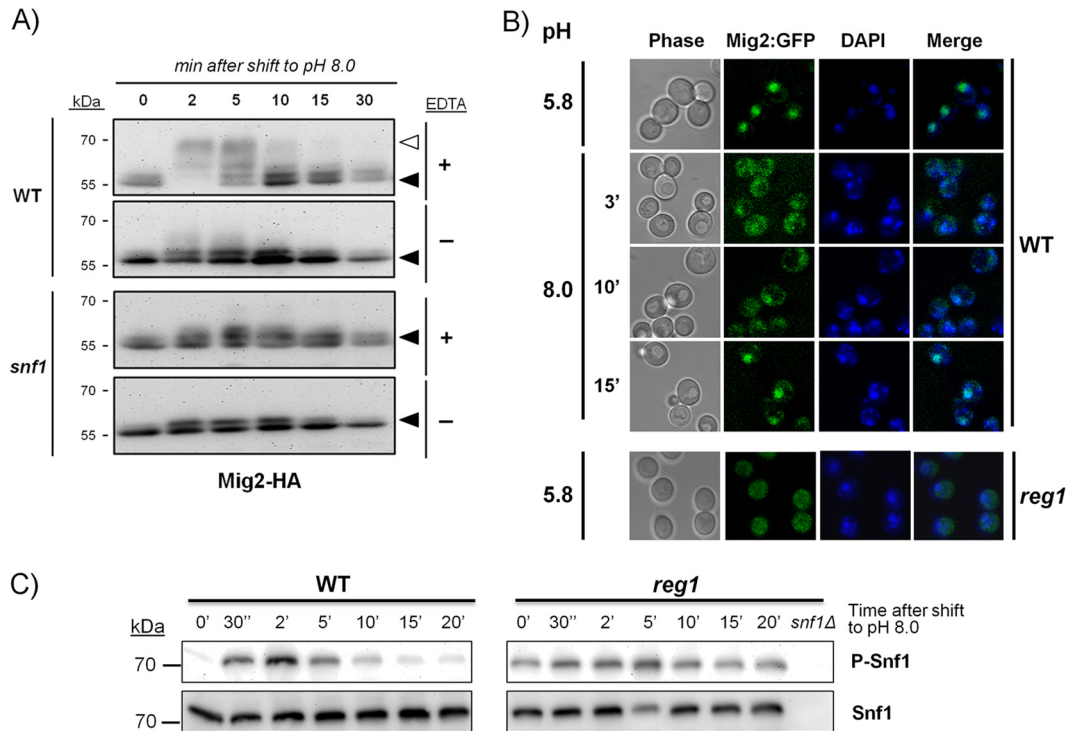 A)
min after shift to pH 8.0
kDa 0 2 5 10 15 30 EDTA
WT
70 -
55 -
+
70 -
55 -
–
snf1
70 -
55 -
+
70 -
55 -
–
Mig2-HA
B)
pH Phase Mig2:GFP DAPI Merge
5.8
8.0
3’
10’
15’
WT
5.8 reg1
C)
WT reg1
kDa 0’ 30’’ 2’ 5’ 10’ 15’ 20’ 0’ 30’’ 2’ 5’ 10’ 15’ 20’ snf1Δ Time after shift
to pH 8.0
70 P-Snf1
70 Snf1